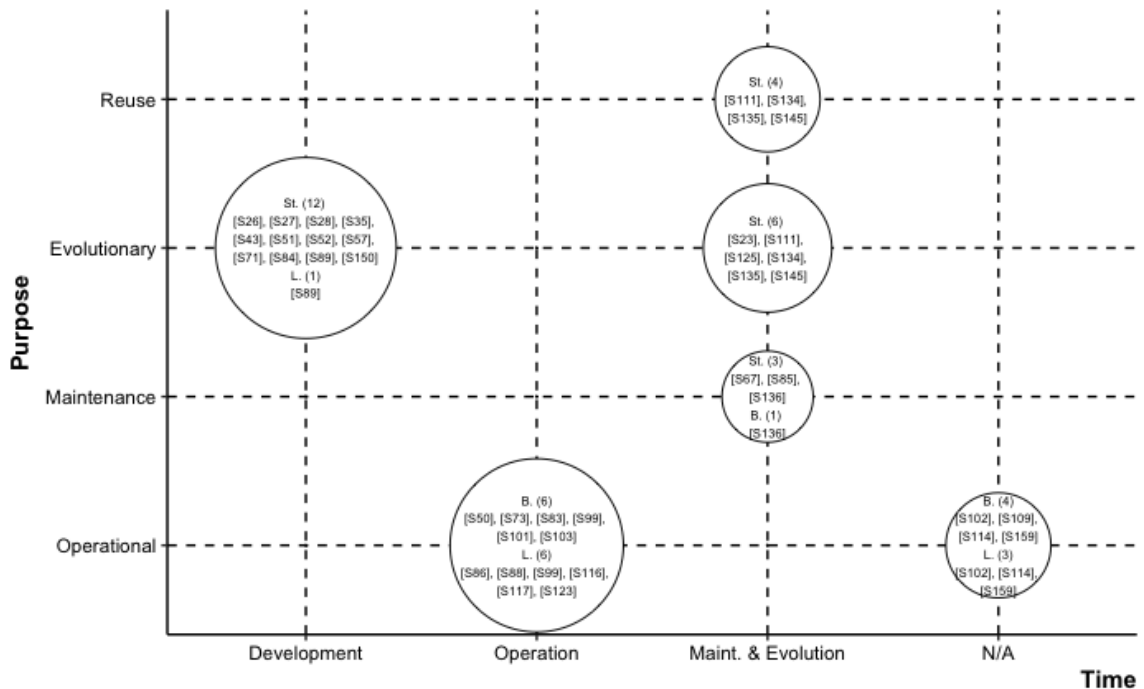 Purpose
Reuse
St. (4)
[S111], [S134],
[S135], [S145]
Evolutionary
St. (12)
[S26], [S27], [S28], [S35],
[S43], [S51], [S52], [S57],
[S71], [S84], [S89], [S150]
L. (1)
[S89]
St. (6)
[S23], [S111],
[S125], [S134],
[S135], [S145]
Maintenance
St. (3)
[S67], [S85],
[S136]
B. (1)
[S136]
Operational
B. (6)
[S50], [S73], [S83], [S99],
[S101], [S103]
L. (6)
[S86], [S88], [S99], [S116],
[S117], [S123]
B. (4)
[S102], [S109],
[S114], [S159]
L. (3)
[S102], [S114],
[S159]
Development
Operation
Maint. & Evolution
N/A
Time